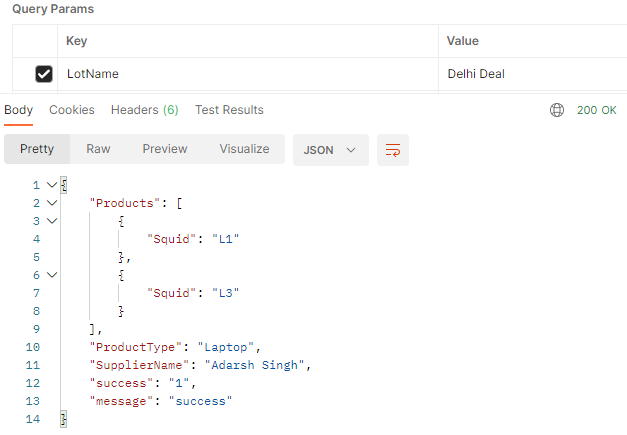 Query Params
Key Value
LotName Delhi Deal
Body Cookies Headers (6) Test Results 200 OK
Pretty Raw Preview Visualize JSON
1 {
2 "Products": [
3 {
4 "Squid": "L1"
5 },
6 {
7 "Squid": "L3"
8 }
9 ],
10 "ProductType": "Laptop",
11 "SupplierName": "Adarsh Singh",
12 "success": "1",
13 "message": "success"
14 }